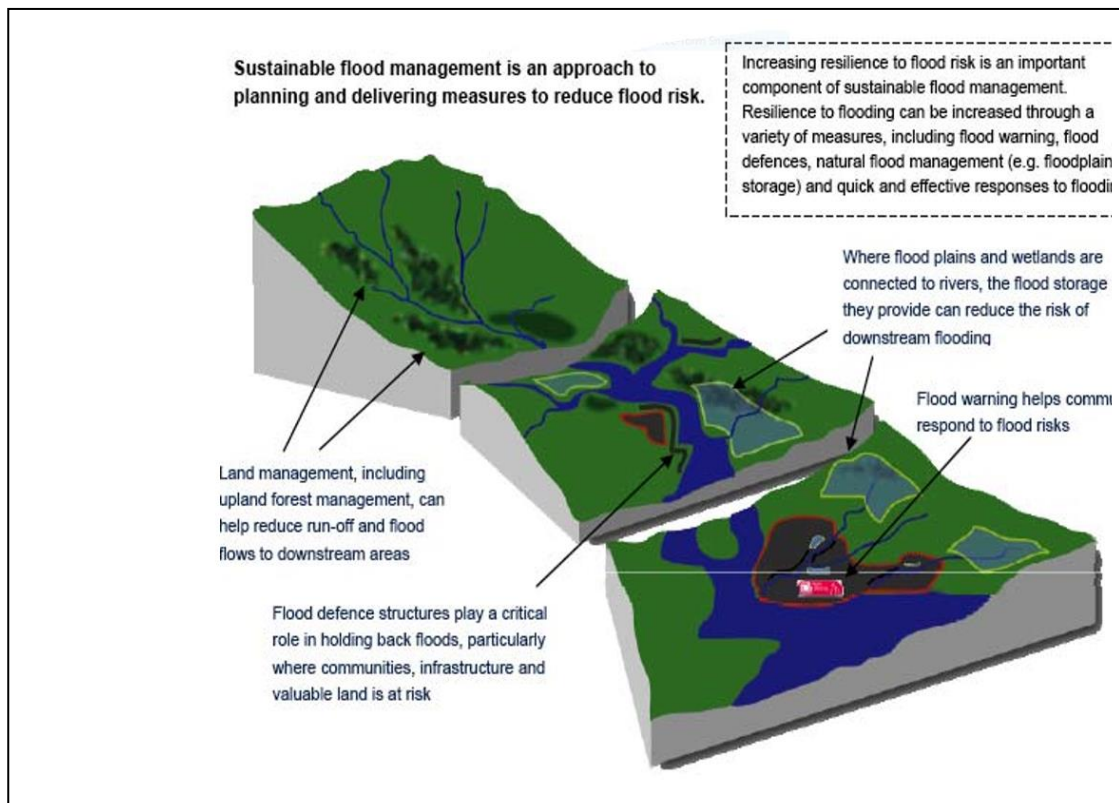 Sustainable flood management is an approach to
planning and delivering measures to reduce flood risk.
Increasing resilience to flood risk is an important
component of sustainable flood management.
Resilience to flooding can be increased through a
variety of measures, including flood warning, flood
defences, natural flood management (e.g. floodplain
storage) and quick and effective responses to
Where flood plains and wetlands are
connected to rivers, the flood storage
they provide can reduce the risk of
downstream flooding
Flood warning helps
respond to flood risks
Land management, including
upland forest management, can
help reduce run-off and flood
flows to downstream areas
Flood defence structures play a critical
role in holding back floods, particularly
where communities, infrastructure and
valuable land is at risk